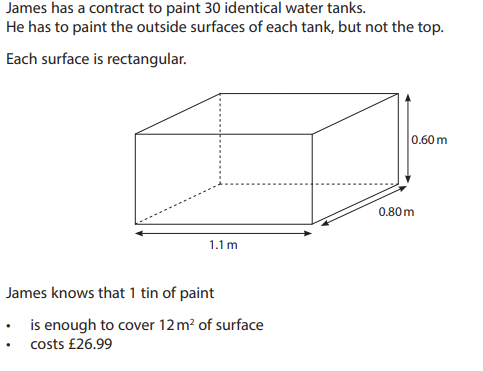 James has a contract to paint 30 identical water tanks.
He has to paint the outside surfaces of each tank, but not the top.
Each surface is rectangular.
0.60 m
0.80 m
1.1 m
James knows that 1 tin of paint
• is enough to cover 12 m² of surface
• costs £26.99